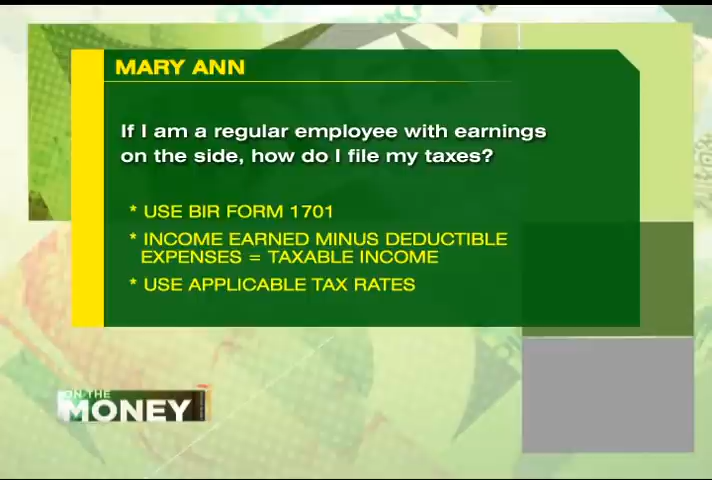 MARY ANN
If I am a regular employee with earnings
on the side, how do I file my taxes?
* USE BIR FORM 1701
* INCOME EARNED MINUS DEDUCTIBLE
EXPENSES = TAXABLE INCOME
* USE APPLICABLE TAX RATES
ON THE
MONEY